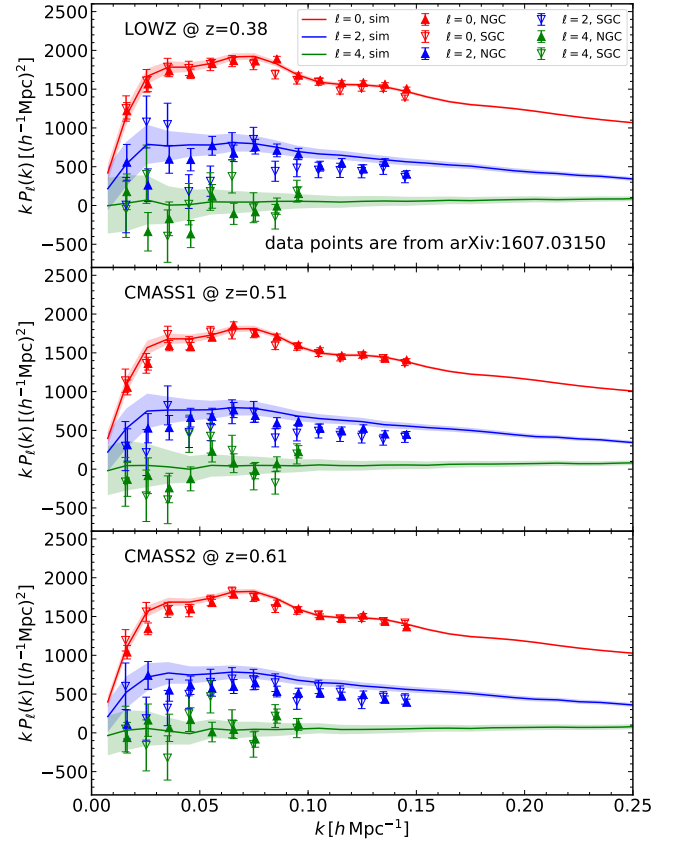 LOWZ @ z=0.38
ℓ = 0, sim
ℓ = 2, sim
ℓ = 4, sim
ℓ = 0, NGC
ℓ = 0, SGC
ℓ = 2, NGC
ℓ = 2, SGC
ℓ = 4, NGC
ℓ = 4, SGC
2500
2000
1500
1000
500
0
−500
k Pℓ(k) [(h⁻¹Mpc)²]
data points are from arXiv:1607.03150
CMASS1 @ z=0.51
2500
2000
1500
1000
500
0
−500
k Pℓ(k) [(h⁻¹Mpc)²]
CMASS2 @ z=0.61
2500
2000
1500
1000
500
0
−500
k Pℓ(k) [(h⁻¹Mpc)²]
0.00 0.05 0.10 0.15 0.20 0.25
k [h Mpc⁻¹]